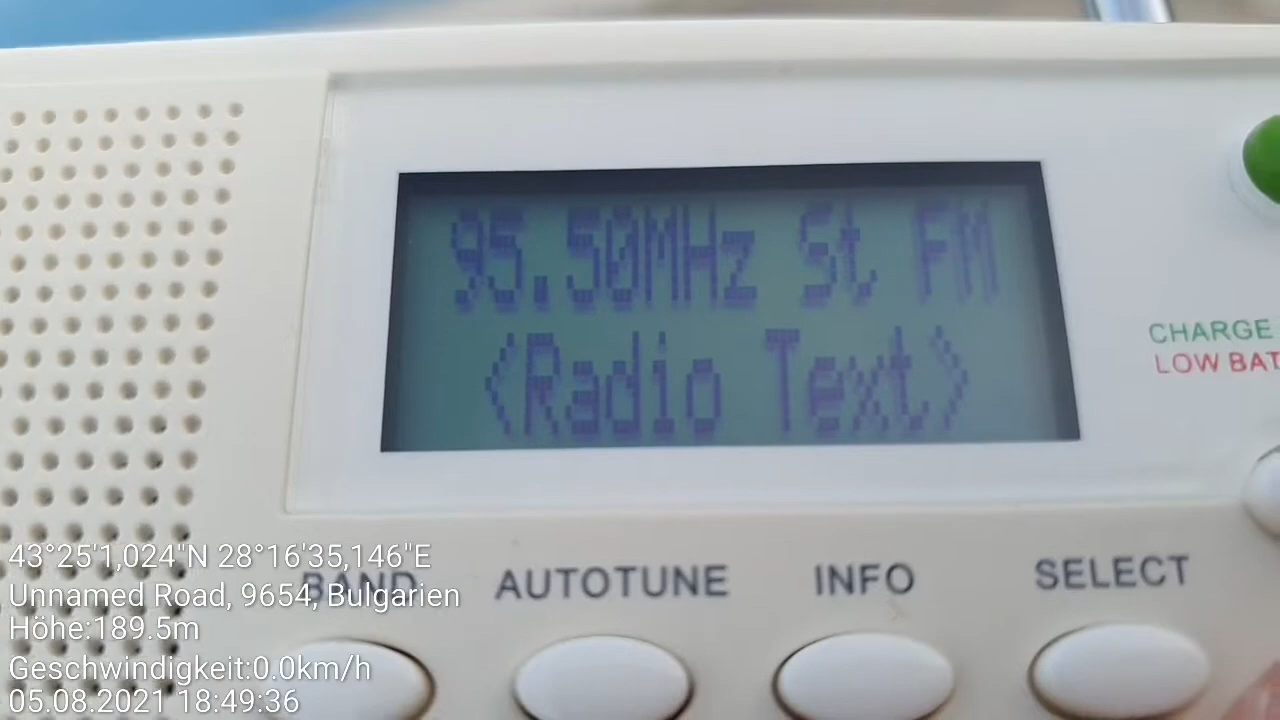 95.50MHz St FM
<Radio Text>
CHARGE
LOW BAT
BAND AUTOTUNE INFO SELECT
43°25'1,024"N 28°16'35,146"E
Unnamed Road, 9654, Bulgarien
Höhe:189.5m
Geschwindigkeit:0.0km/h
05.08.2021 18:49:36